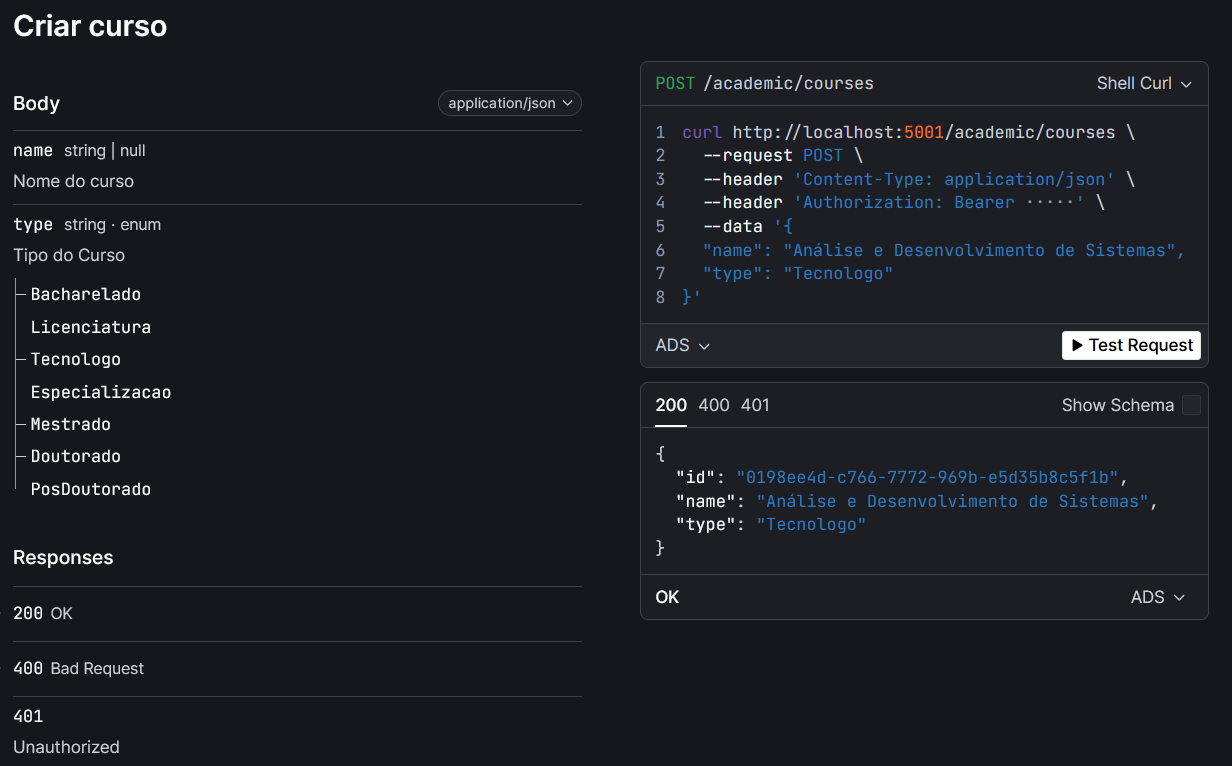 Criar curso
Body
application/json
name string | null
Nome do curso
type string · enum
Tipo do Curso
Bacharelado
Licenciatura
Tecnologo
Especializacao
Mestrado
Doutorado
PosDoutorado
Responses
200 OK
400 Bad Request
401
Unauthorized
POST /academic/courses
Shell Curl
1 curl http://localhost:5001/academic/courses \
2 --request POST \
3 --header 'Content-Type: application/json' \
4 --header 'Authorization: Bearer ·····' \
5 --data '{
6 "name": "Análise e Desenvolvimento de Sistemas",
7 "type": "Tecnologo"
8 }'
ADS
Test Request
200 400 401
Show Schema
{
"id": "0198ee4d-c766-7772-969b-e5d35b8c5f1b",
"name": "Análise e Desenvolvimento de Sistemas",
"type": "Tecnologo"
}
OK
ADS